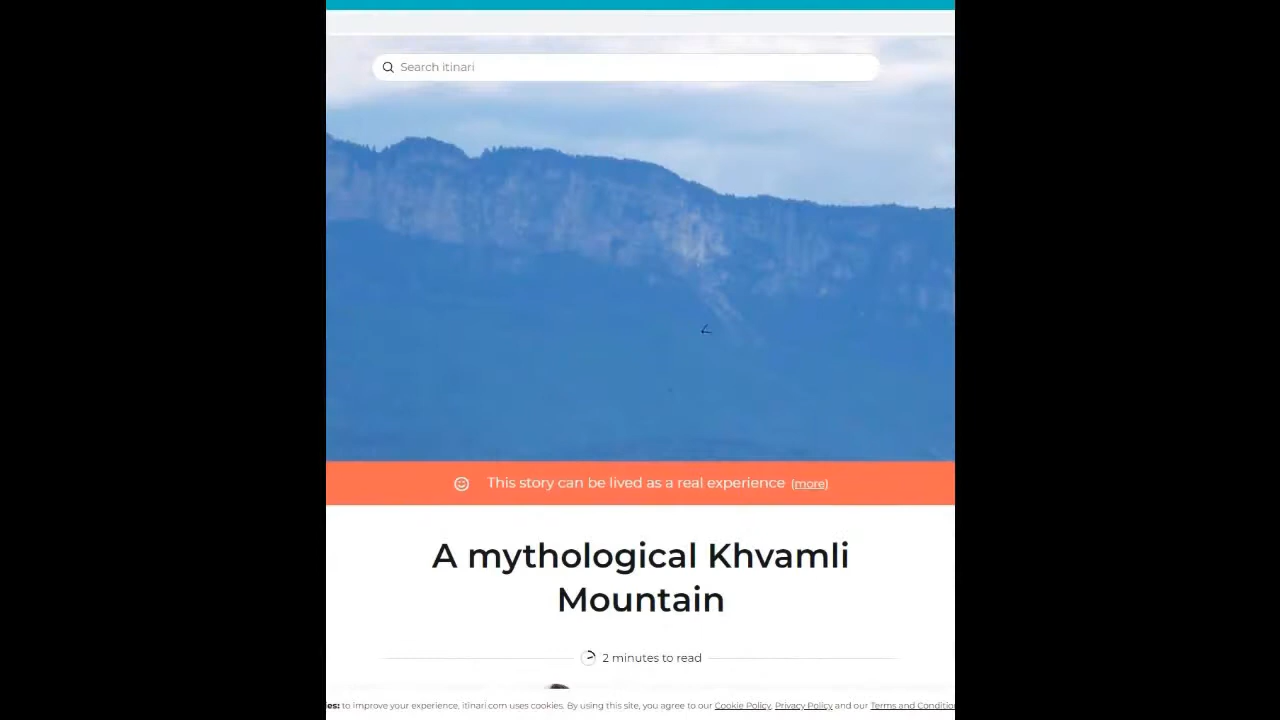 Search itinari
This story can be lived as a real experience (more)
A mythological Khvamli
Mountain
2 minutes to read
to improve your experience, itinari.com uses cookies. By using this site, you agree to our Cookie Policy, Privacy Policy and our Terms and